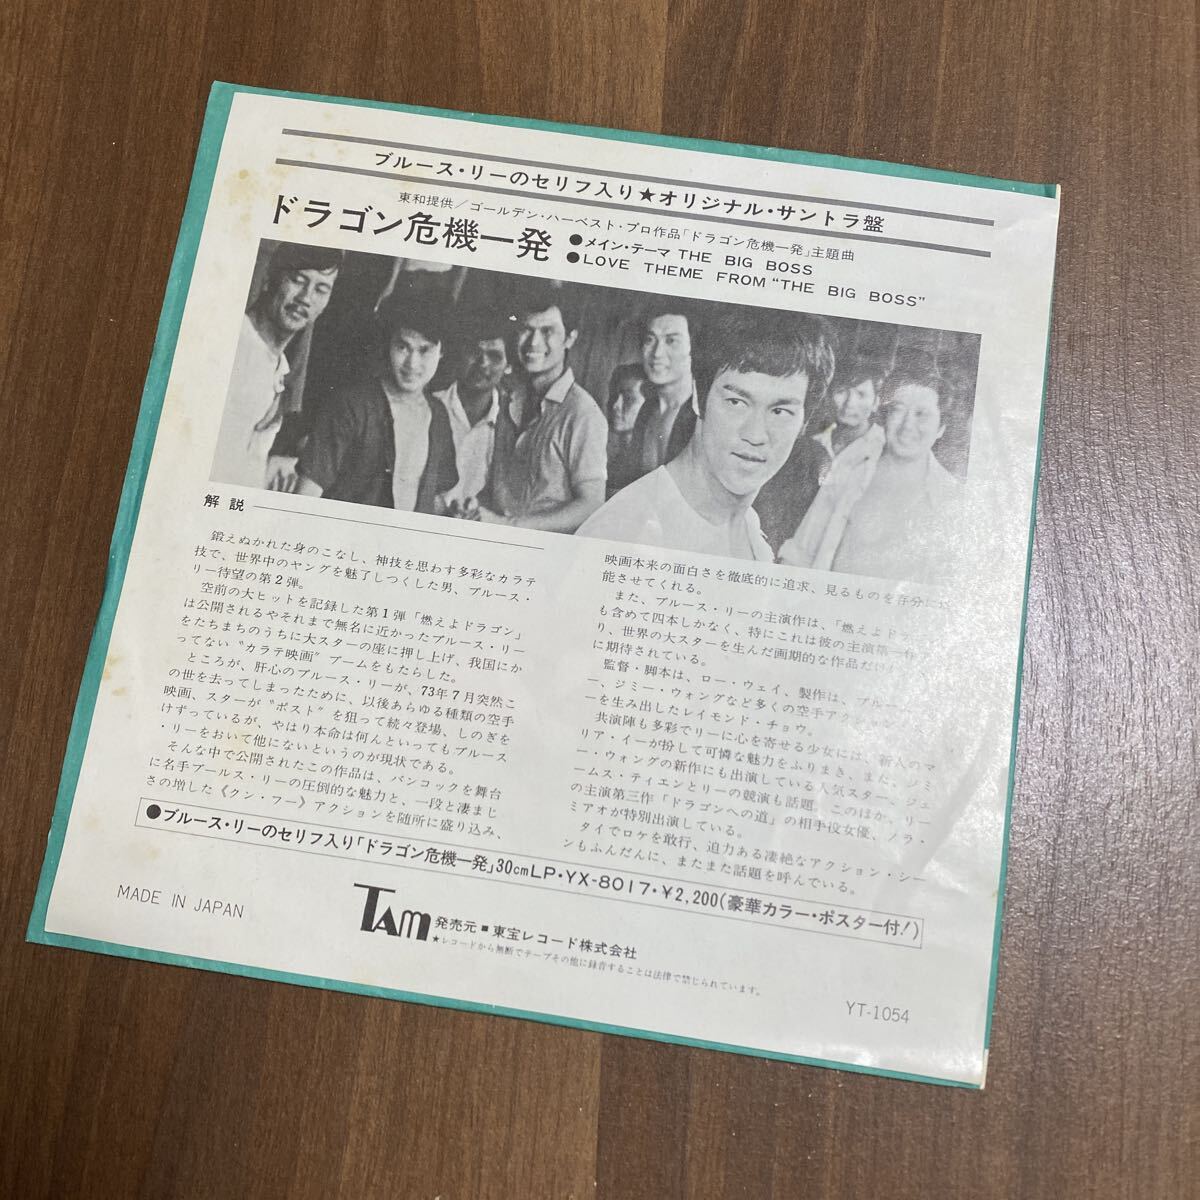 ブルース・リーのセリフ入り★オリジナル・サントラ盤
東和提供/ゴールデン・ハーベスト・プロ作品「ドラゴン危機一発」主題曲
ドラゴン危機一発
●メイン・テーマ THE BIG BOSS
●LOVE THEME FROM "THE BIG BOSS"
解説
鍛えぬかれた身のこなし、神技を思わす多彩なカラテ
技で、世界中のヤングを魅了しつくした男、ブルース・
リー待望の第2弾。
空前の大ヒットを記録した第1弾「燃えよドラゴン」
は公開されるやそれまで無名に近かったブルース・リー
をたちまちのうちに大スターの座に押し上げ、我国にか
ってない“カラテ映画”ブームをもたらした。
ところが、肝心のブルース・リーが、73年7月突然こ
の世を去ってしまったために、以後あらゆる種類の空手
映画、スターが“ポスト”を狙って続々登場、しのぎを
けずっているが、やはり本命は何んといってもブルース
・リーをおいて他にないというのが現状である。
そんな中で公開されたこの作品は、バンコックを舞台
に名手ブールス・リーの圧倒的な魅力と、一段と凄まじ
さの増した《クン・フー》アクションを随所に盛り込み、
映画本来の面白さを徹底的に追求、見るものを存分に
能させてくれる。
また、ブルース・リーの主演作は、「燃えよド
も含めて四本しかなく、特にこれは彼の主演第一作
り、世界の大スターを生んだ画期的な作品だけ
に期待されている。
監督・脚本は、ロー・ウェイ、製作は、ブルー
ー、ジミー・ウォングなど多くの空手アク
ーを生み出したレイモンド・チョウ。
共演陣も多彩でリーに心を寄せる少女には、新人のマ
リア・イーが扮して可憐な魅力をふりまき、また、ジミ
ー・ウォングの新作にも出演している人気スター、ジェ
ームス・ティエンとリーの競演も話題。このほか、リー
の主演第三作「ドラゴンへの道」の相手役女優、ノラ・
ミアオが特別出演している。
タイでロケを敢行、迫力ある凄絶なアクション・シー
ンもふんだんに、またまた話題を呼んでいる。
●ブルース・リーのセリフ入り「ドラゴン危機一発」30cmLP・YX-8017・¥2,200(豪華カラー・ポスター付!)
MADE IN JAPAN
TAM 発売元■東宝レコード株式会社
★レコードから無断でテープその他に録音することは法律で禁じられています。
YT-1054